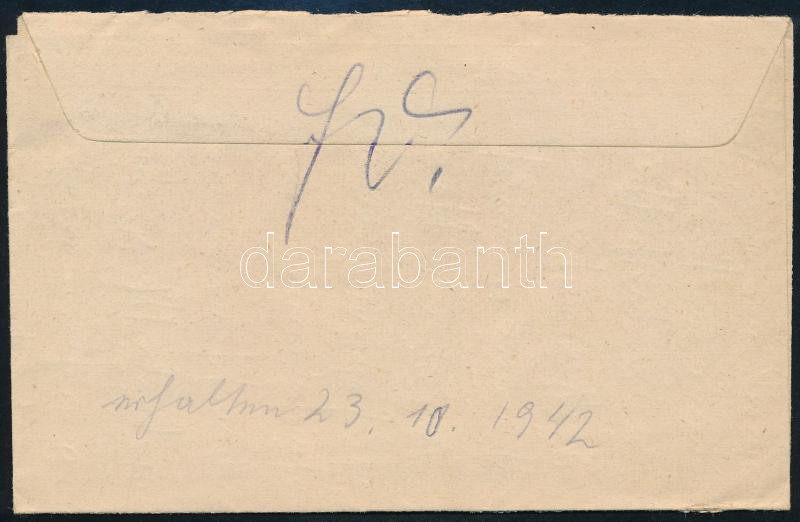 darabanth
erhalten 23. 10. 1942